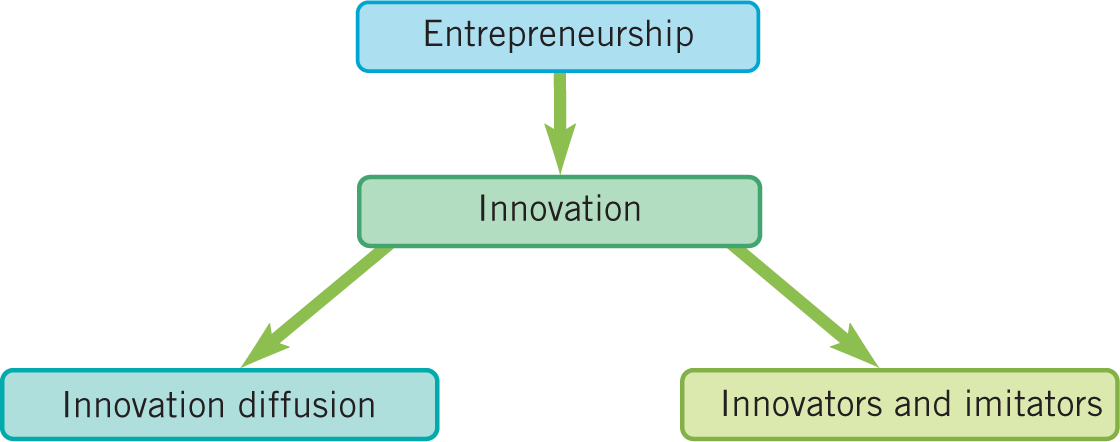 Entrepreneurship
Innovation
Innovation diffusion
Innovators and imitators